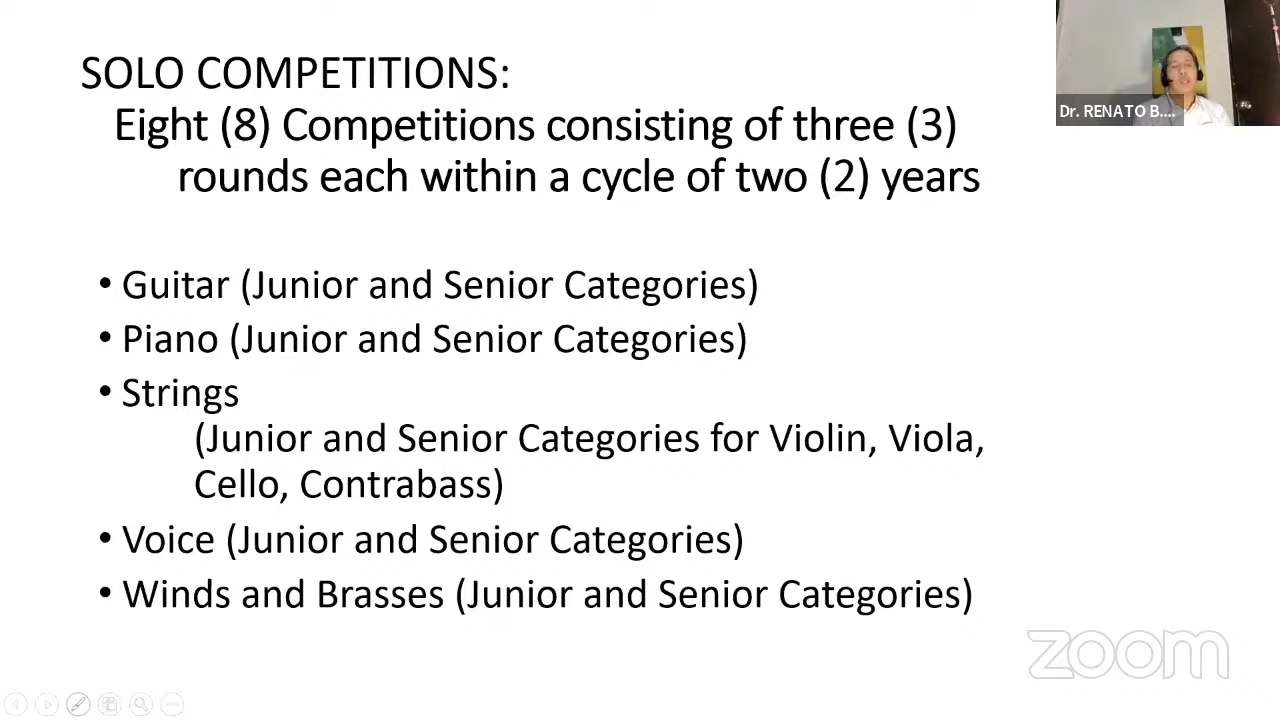 SOLO COMPETITIONS:
Eight (8) Competitions consisting of three (3)
rounds each within a cycle of two (2) years
• Guitar (Junior and Senior Categories)
• Piano (Junior and Senior Categories)
• Strings
(Junior and Senior Categories for Violin, Viola,
Cello, Contrabass)
• Voice (Junior and Senior Categories)
• Winds and Brasses (Junior and Senior Categories)
Dr. RENATO B....
zoom